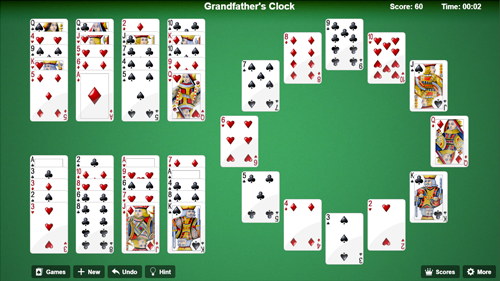 Grandfather's Clock
Score: 60
Time: 00:02
Games
New
Undo
Hint
Scores
More